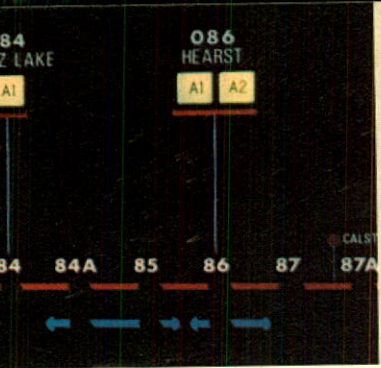 84 086
Z LAKE HEARST
A1 A1 A2
CALST
84 84A 85 86 87 87A